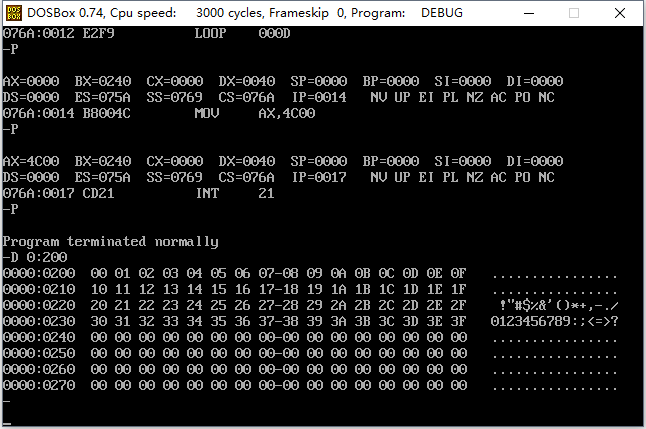 DOSBox 0.74, Cpu speed:    3000 cycles, Frameskip  0, Program:    DEBUG
076A:0012 E2F9          LOOP    000D
-P
AX=0000  BX=0240  CX=0000  DX=0040  SP=0000  BP=0000  SI=0000  DI=0000
DS=0000  ES=075A  SS=0769  CS=076A  IP=0014   NV UP EI PL NZ AC PO NC
076A:0014 B8004C        MOV     AX,4C00
-P
AX=4C00  BX=0240  CX=0000  DX=0040  SP=0000  BP=0000  SI=0000  DI=0000
DS=0000  ES=075A  SS=0769  CS=076A  IP=0017   NV UP EI PL NZ AC PO NC
076A:0017 CD21          INT     21
-P
Program terminated normally
-D 0:200
0000:0200  00 01 02 03 04 05 06 07-08 09 0A 0B 0C 0D 0E 0F   ................
0000:0210  10 11 12 13 14 15 16 17-18 19 1A 1B 1C 1D 1E 1F   ................
0000:0220  20 21 22 23 24 25 26 27-28 29 2A 2B 2C 2D 2E 2F    !"#$%&'()*+,-./
0000:0230  30 31 32 33 34 35 36 37-38 39 3A 3B 3C 3D 3E 3F   0123456789:;<=>?
0000:0240  00 00 00 00 00 00 00 00-00 00 00 00 00 00 00 00   ................
0000:0250  00 00 00 00 00 00 00 00-00 00 00 00 00 00 00 00   ................
0000:0260  00 00 00 00 00 00 00 00-00 00 00 00 00 00 00 00   ................
0000:0270  00 00 00 00 00 00 00 00-00 00 00 00 00 00 00 00   ................
-